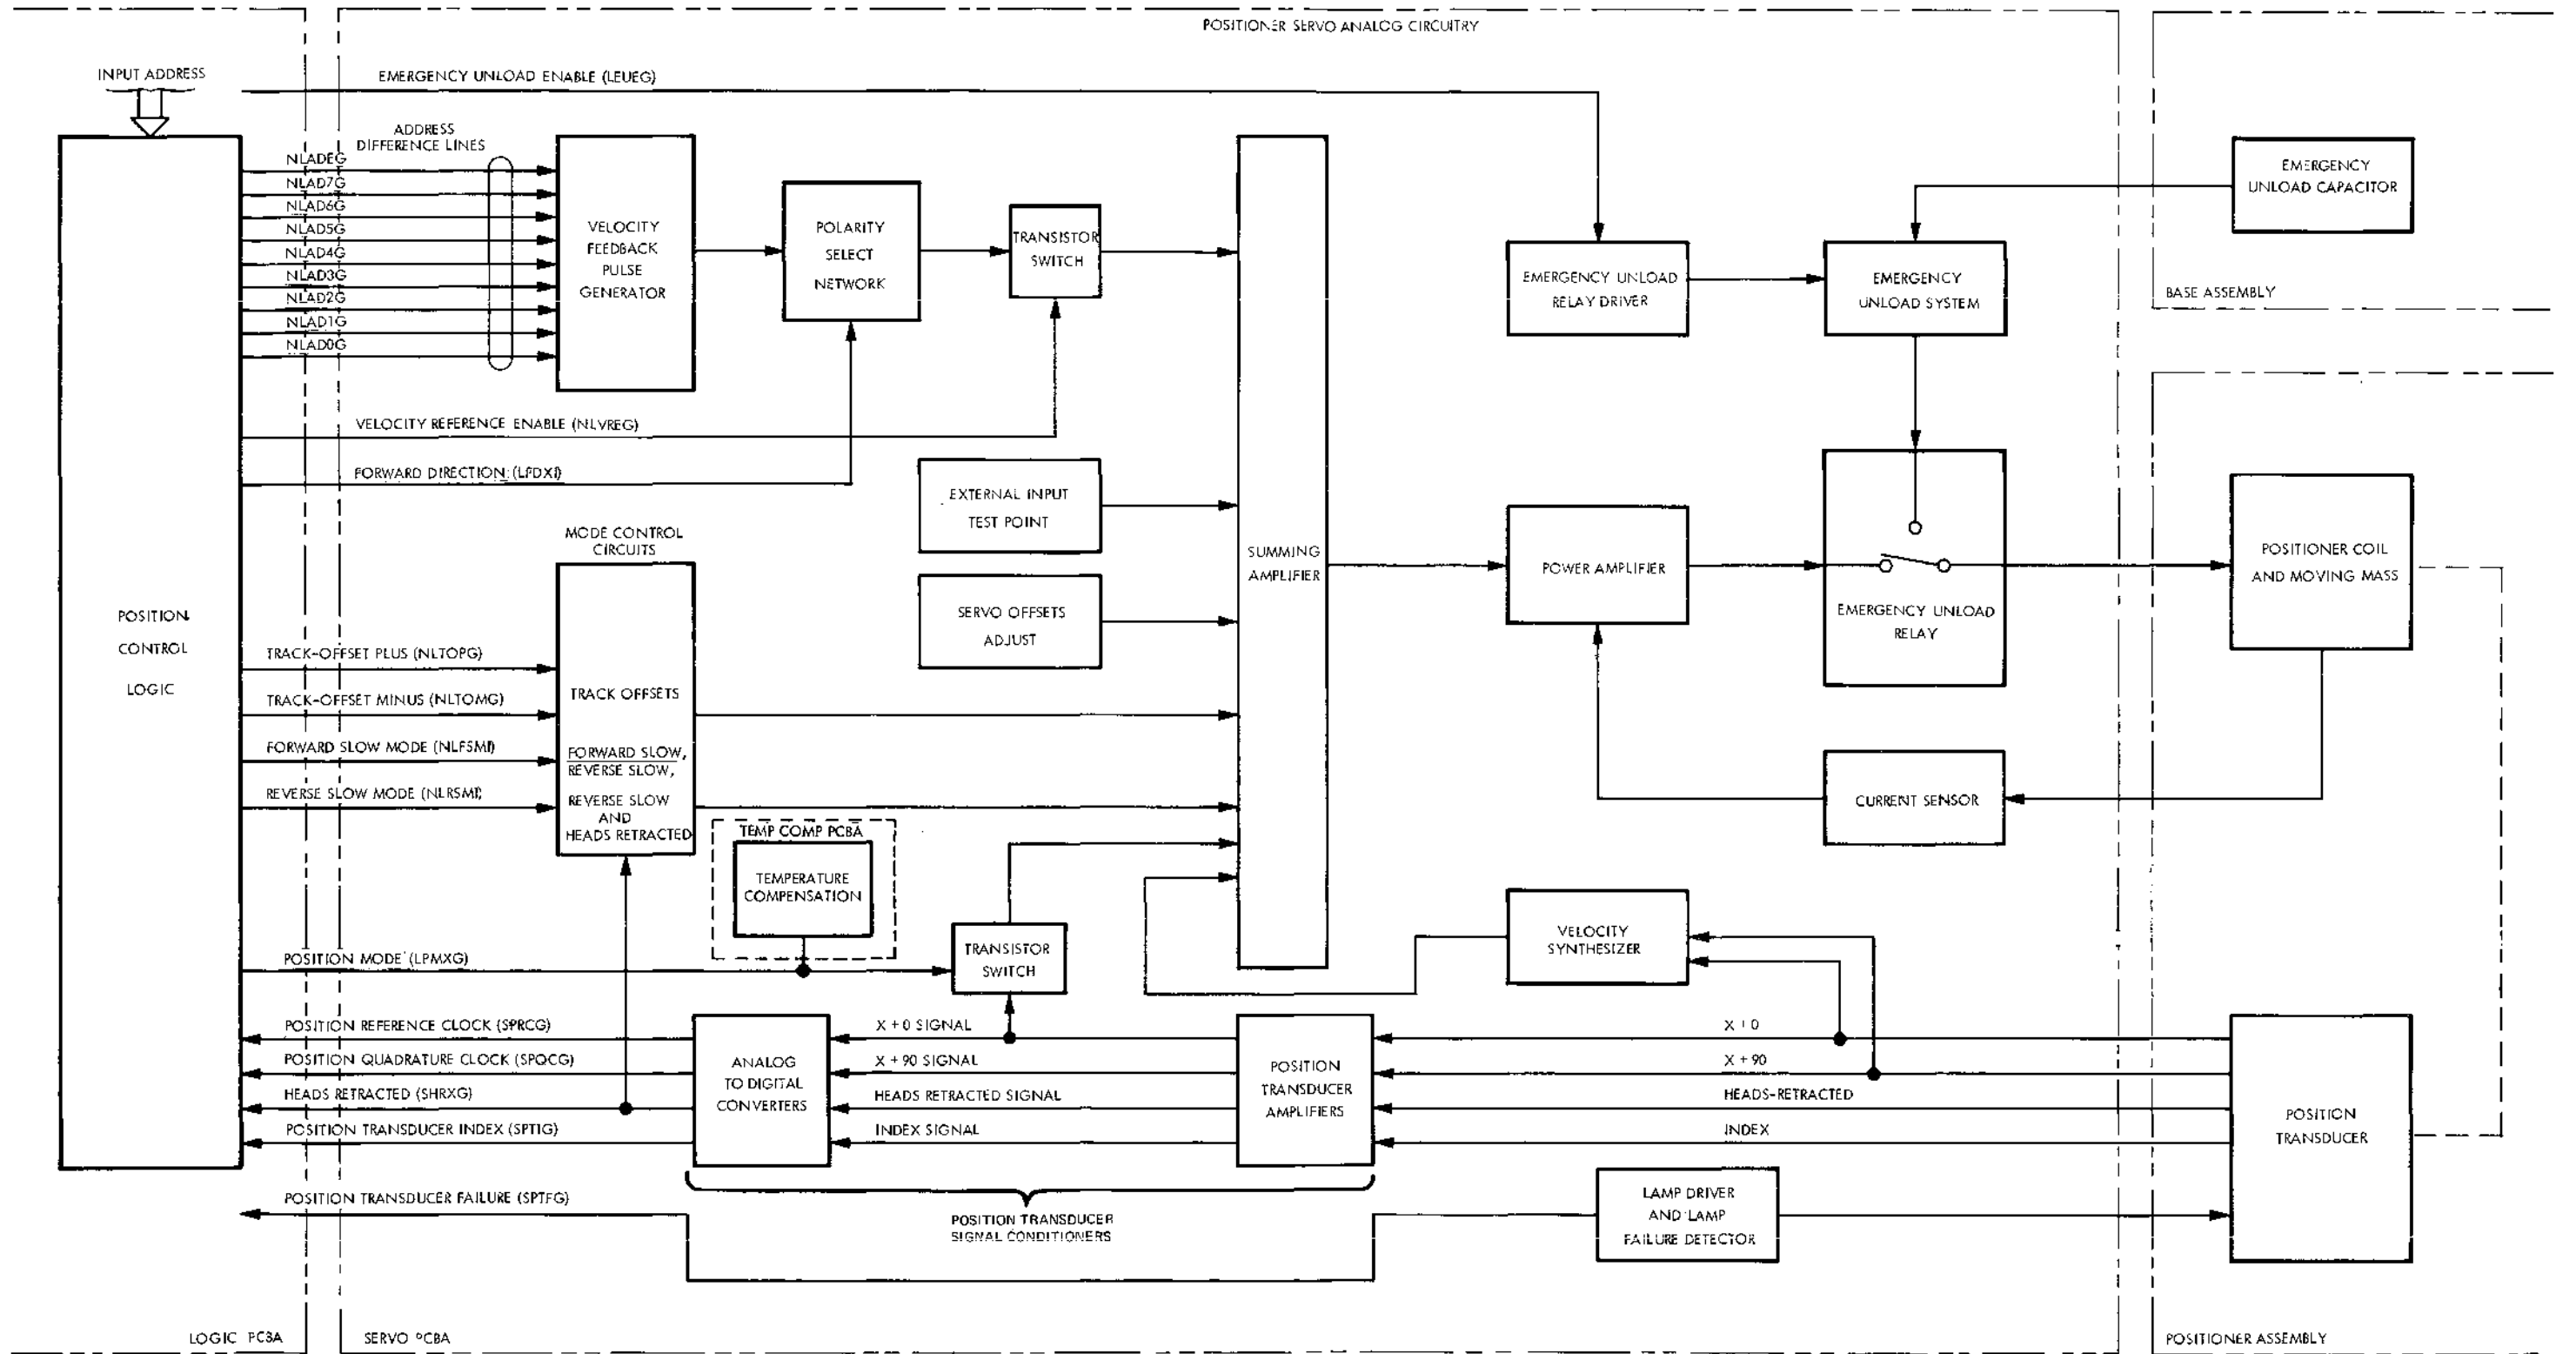 POSITIONER SERVO ANALOG CIRCUITRY
INPUT ADDRESS
EMERGENCY UNLOAD ENABLE (LEUEG)
ADDRESS
DIFFERENCE LINES
NLADEG
NLAD7G
NLAD6G
NLAD5G
NLAD4G
NLAD3G
NLAD2G
NLAD1G
NLAD0G
VELOCITY
FEEDBACK
PULSE
GENERATOR
POLARITY
SELECT
NETWORK
TRANSISTOR
SWITCH
EMERGENCY UNLOAD
RELAY DRIVER
EMERGENCY
UNLOAD SYSTEM
EMERGENCY
UNLOAD CAPACITOR
BASE ASSEMBLY
VELOCITY REFERENCE ENABLE (NLVREG)
FORWARD DIRECTION (LFDXI)
EXTERNAL INPUT
TEST POINT
SERVO OFFSETS
ADJUST
SUMMING
AMPLIFIER
POWER AMPLIFIER
EMERGENCY UNLOAD
RELAY
POSITIONER COIL
AND MOVING MASS
POSITION
CONTROL
LOGIC
MODE CONTROL
CIRCUITS
TRACK-OFFSET PLUS (NLTOPG)
TRACK-OFFSET MINUS (NLTOMG)
FORWARD SLOW MODE (NLFSMI)
REVERSE SLOW MODE (NLRSMI)
TRACK OFFSETS
FORWARD SLOW,
REVERSE SLOW,
REVERSE SLOW
AND
HEADS RETRACTED
TEMP COMP PCBA
TEMPERATURE
COMPENSATION
CURRENT SENSOR
VELOCITY
SYNTHESIZER
POSITION MODE (LPMXG)
TRANSISTOR
SWITCH
POSITION REFERENCE CLOCK (SPRCG)
POSITION QUADRATURE CLOCK (SPQCG)
HEADS RETRACTED (SHRXG)
POSITION TRANSDUCER INDEX (SPTIG)
ANALOG
TO DIGITAL
CONVERTERS
X + 0 SIGNAL
X + 90 SIGNAL
HEADS RETRACTED SIGNAL
INDEX SIGNAL
POSITION
TRANSDUCER
AMPLIFIERS
X + 0
X + 90
HEADS-RETRACTED
INDEX
POSITION
TRANSDUCER
POSITION TRANSDUCER FAILURE (SPTFG)
POSITION TRANSDUCER
SIGNAL CONDITIONERS
LAMP DRIVER
AND LAMP
FAILURE DETECTOR
LOGIC PCBA
SERVO PCBA
POSITIONER ASSEMBLY